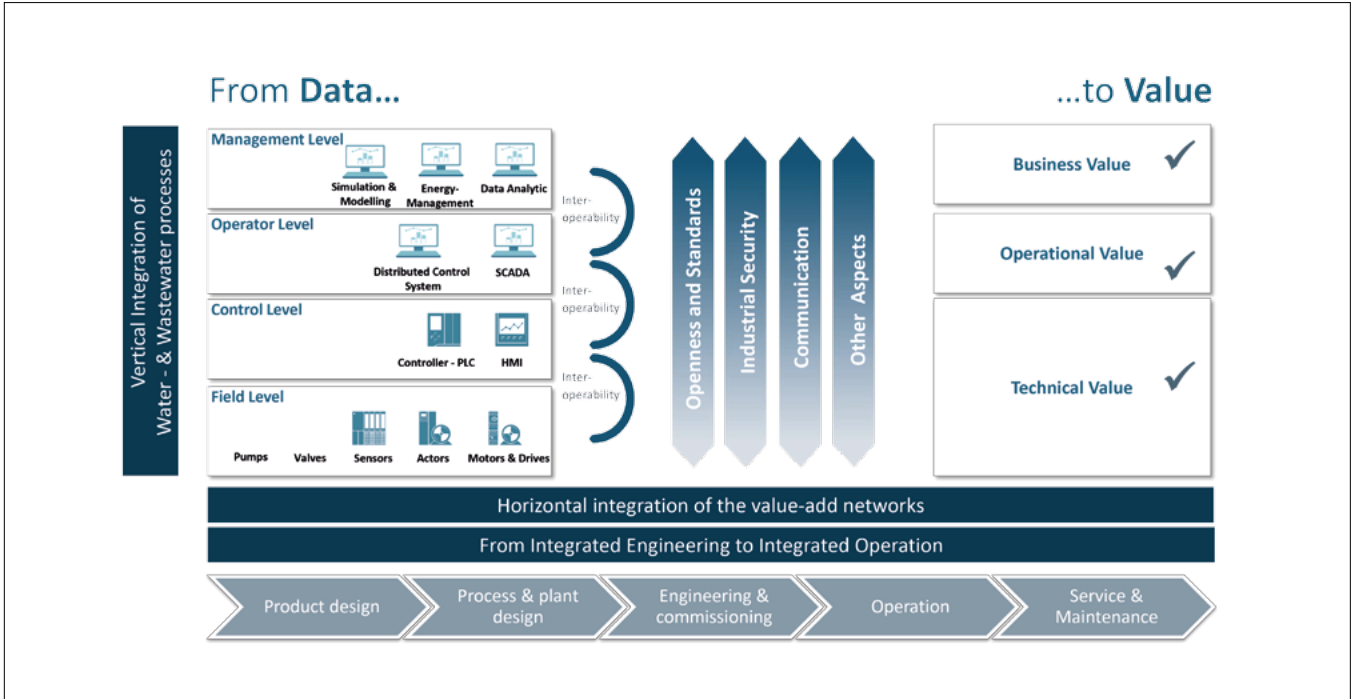 From Data...
...to Value
Vertical Integration of
Water - & Wastewater processes
Management Level
Simulation &
Modelling
Energy-
Management
Data Analytic
Operator Level
Distributed Control
System
SCADA
Control Level
Controller - PLC
HMI
Field Level
Pumps
Valves
Sensors
Actors
Motors & Drives
Inter-
operability
Inter-
operability
Inter-
operability
Openness and Standards
Industrial Security
Communication
Other Aspects
Business Value
Operational Value
Technical Value
Horizontal integration of the value-add networks
From Integrated Engineering to Integrated Operation
Product design
Process & plant
design
Engineering &
commissioning
Operation
Service &
Maintenance